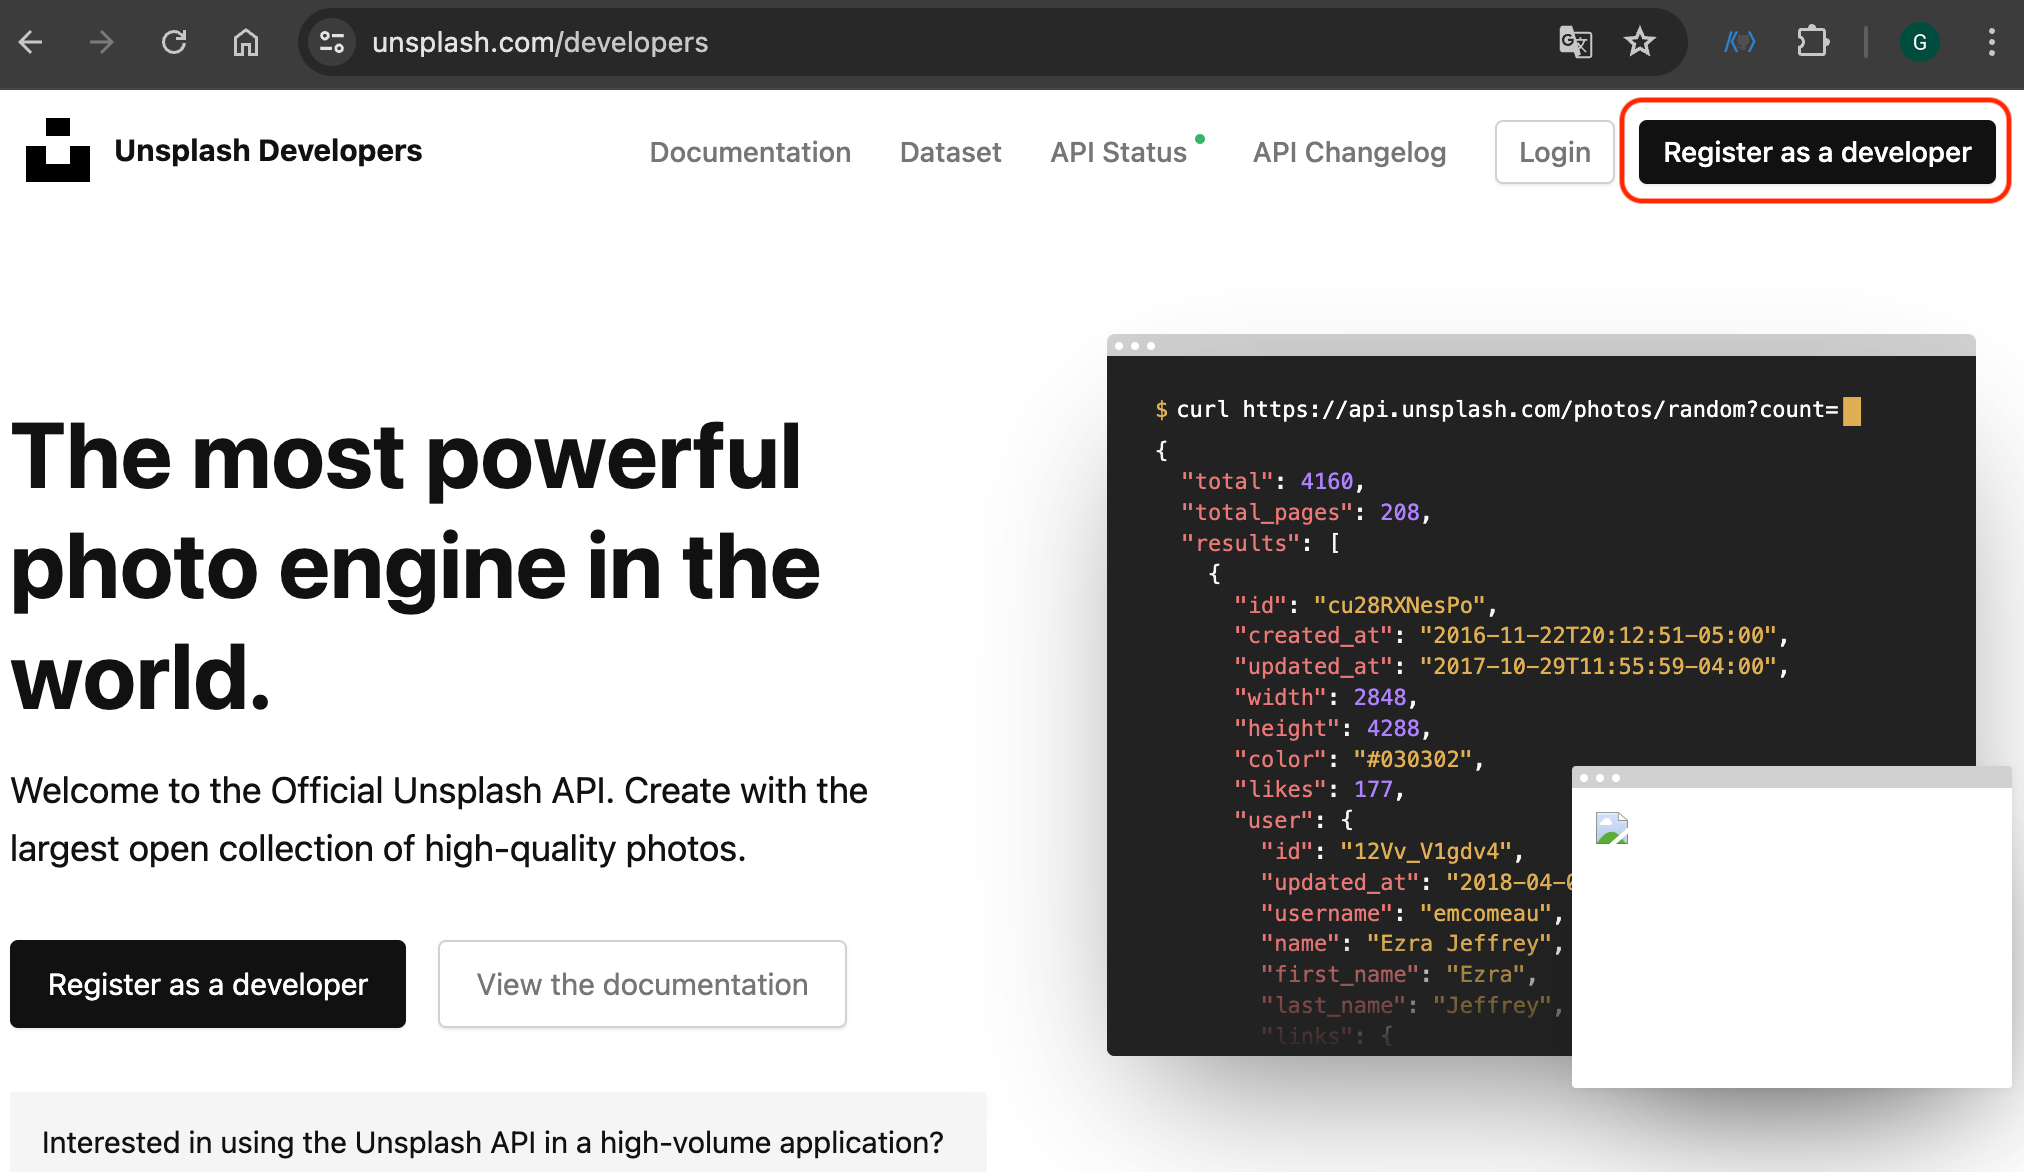 unsplash.com/developers
G
Unsplash Developers
Documentation
Dataset
API Status
API Changelog
Login
Register as a developer
The most powerful
photo engine in the
world.
Welcome to the Official Unsplash API. Create with the
largest open collection of high-quality photos.
Register as a developer
View the documentation
Interested in using the Unsplash API in a high-volume application?
$ curl https://api.unsplash.com/photos/random?count=
{
"total": 4160,
"total_pages": 208,
"results": [
{
"id": "cu28RXNesPo",
"created_at": "2016-11-22T20:12:51-05:00",
"updated_at": "2017-10-29T11:55:59-04:00",
"width": 2848,
"height": 4288,
"color": "#030302",
"likes": 177,
"user": {
"id": "12Vv_V1gdv4",
"updated_at": "2018-04-0
"username": "emcomeau",
"name": "Ezra Jeffrey",
"first_name": "Ezra",
"last_name": "Jeffrey",
"links": {